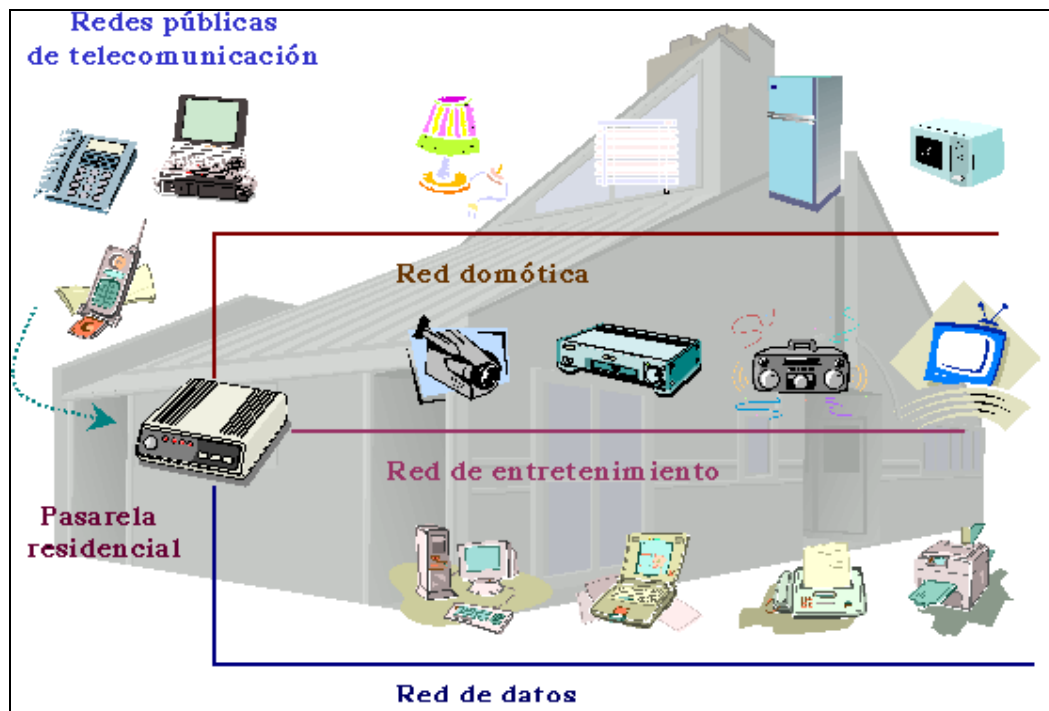 Redes públicas
de telecomunicación
Red domótica
Red de entretenimiento
Pasarela
residencial
Red de datos